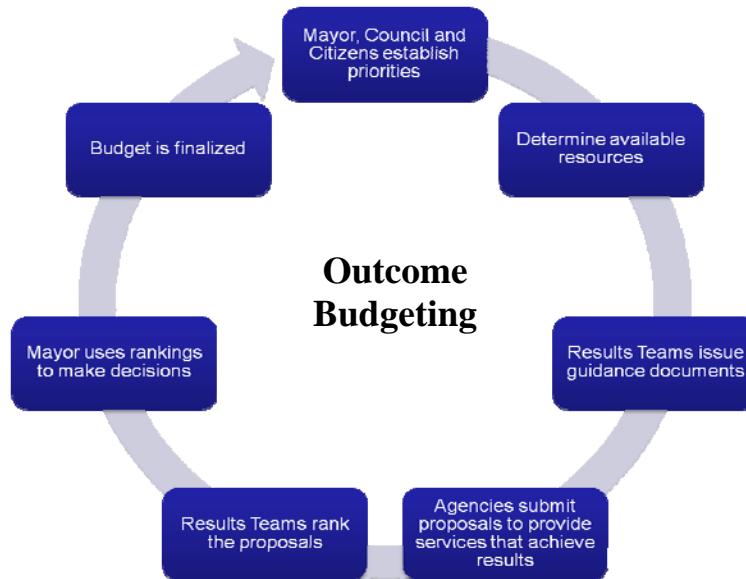 Mayor, Council and
Citizens establish
priorities
Determine available
resources
Results Teams issue
guidance documents
Agencies submit
proposals to provide
services that achieve
results
Results Teams rank
the proposals
Mayor uses rankings
to make decisions
Budget is finalized
Outcome
Budgeting